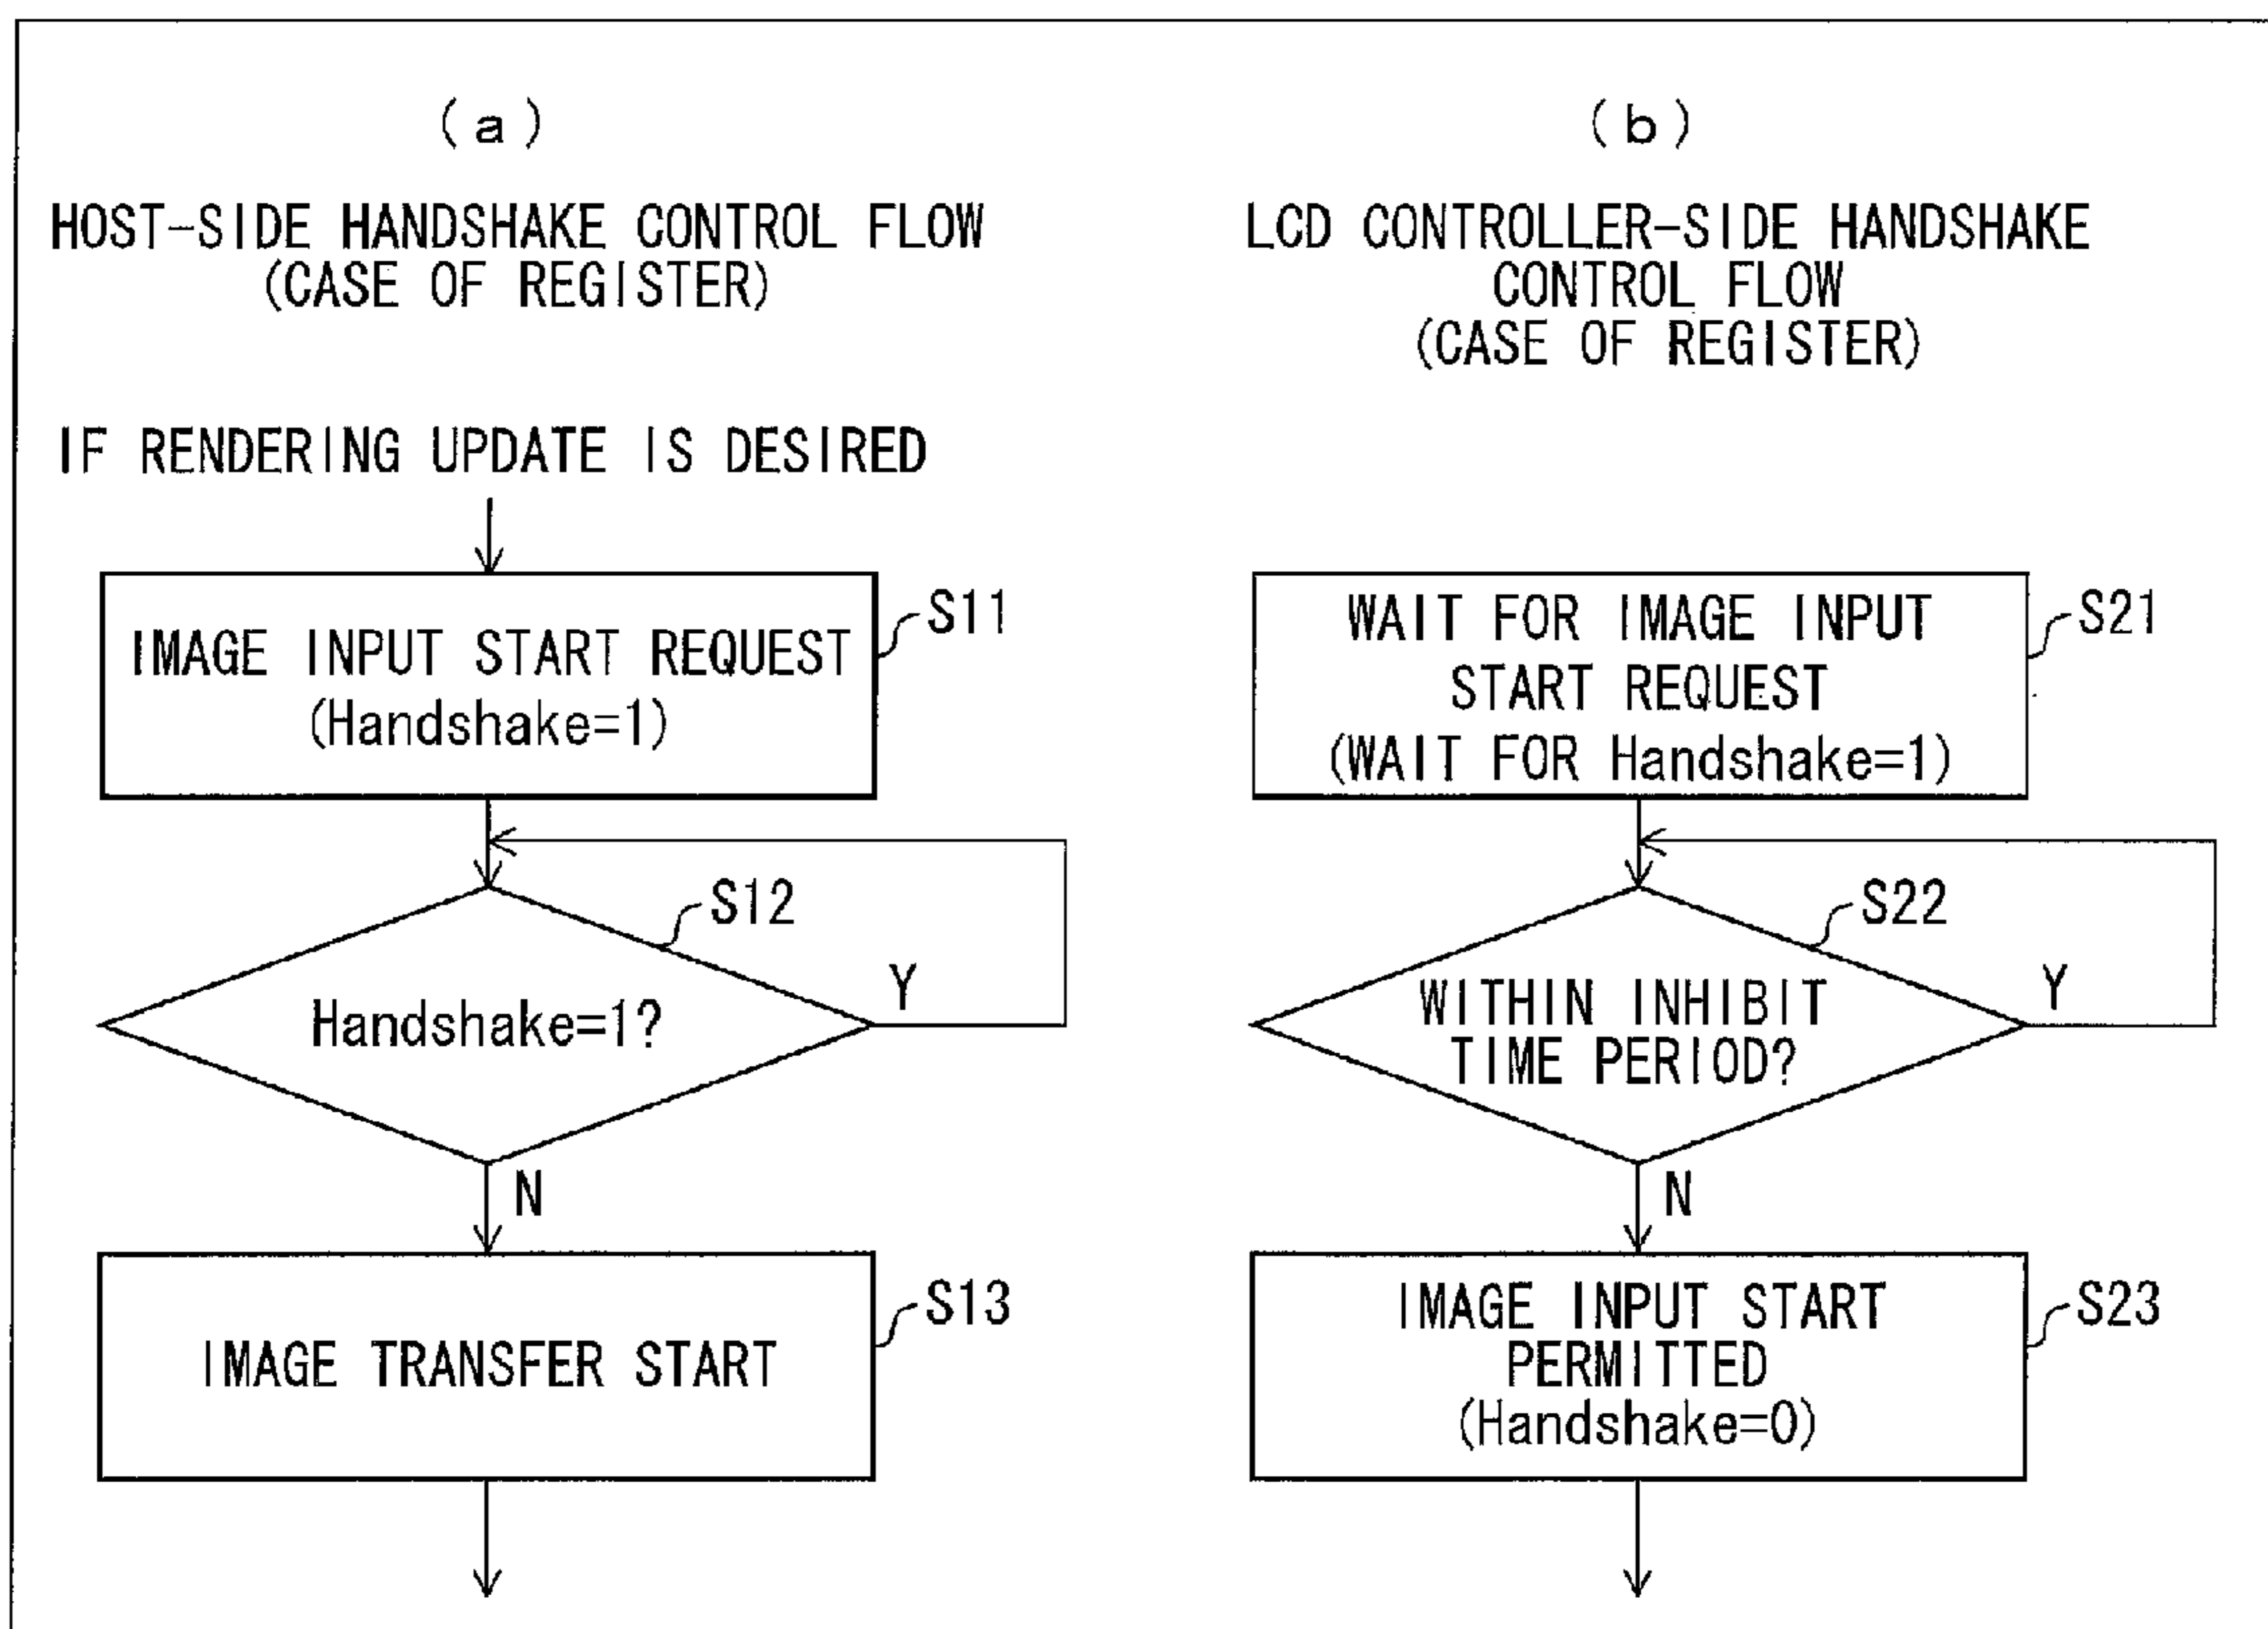 (a)
HOST-SIDE HANDSHAKE CONTROL FLOW
(CASE OF REGISTER)
IF RENDERING UPDATE IS DESIRED
IMAGE INPUT START REQUEST
(Handshake=1)
S11
S12
Handshake=1?
Y
N
IMAGE TRANSFER START
S13
(b)
LCD CONTROLLER-SIDE HANDSHAKE
CONTROL FLOW
(CASE OF REGISTER)
WAIT FOR IMAGE INPUT
START REQUEST
(WAIT FOR Handshake=1)
S21
S22
WITHIN INHIBIT
TIME PERIOD?
Y
N
IMAGE INPUT START
PERMITTED
(Handshake=0)
S23